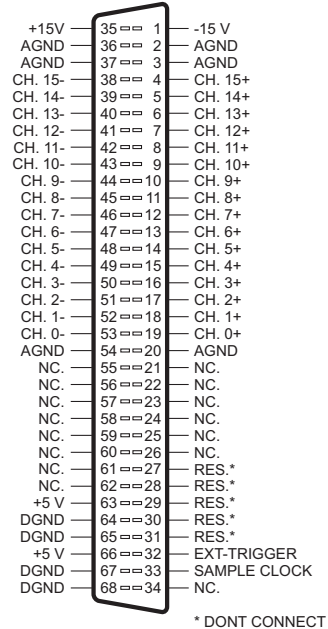 +15V 35 1 -15 V
AGND 36 2 AGND
AGND 37 3 AGND
CH. 15- 38 4 CH. 15+
CH. 14- 39 5 CH. 14+
CH. 13- 40 6 CH. 13+
CH. 12- 41 7 CH. 12+
CH. 11- 42 8 CH. 11+
CH. 10- 43 9 CH. 10+
CH. 9- 44 10 CH. 9+
CH. 8- 45 11 CH. 8+
CH. 7- 46 12 CH. 7+
CH. 6- 47 13 CH. 6+
CH. 5- 48 14 CH. 5+
CH. 4- 49 15 CH. 4+
CH. 3- 50 16 CH. 3+
CH. 2- 51 17 CH. 2+
CH. 1- 52 18 CH. 1+
CH. 0- 53 19 CH. 0+
AGND 54 20 AGND
NC. 55 21 NC.
NC. 56 22 NC.
NC. 57 23 NC.
NC. 58 24 NC.
NC. 59 25 NC.
NC. 60 26 NC.
NC. 61 27 RES.*
NC. 62 28 RES.*
+5 V 63 29 RES.*
DGND 64 30 RES.*
DGND 65 31 RES.*
+5 V 66 32 EXT-TRIGGER
DGND 67 33 SAMPLE CLOCK
DGND 68 34 NC.
* DONT CONNECT